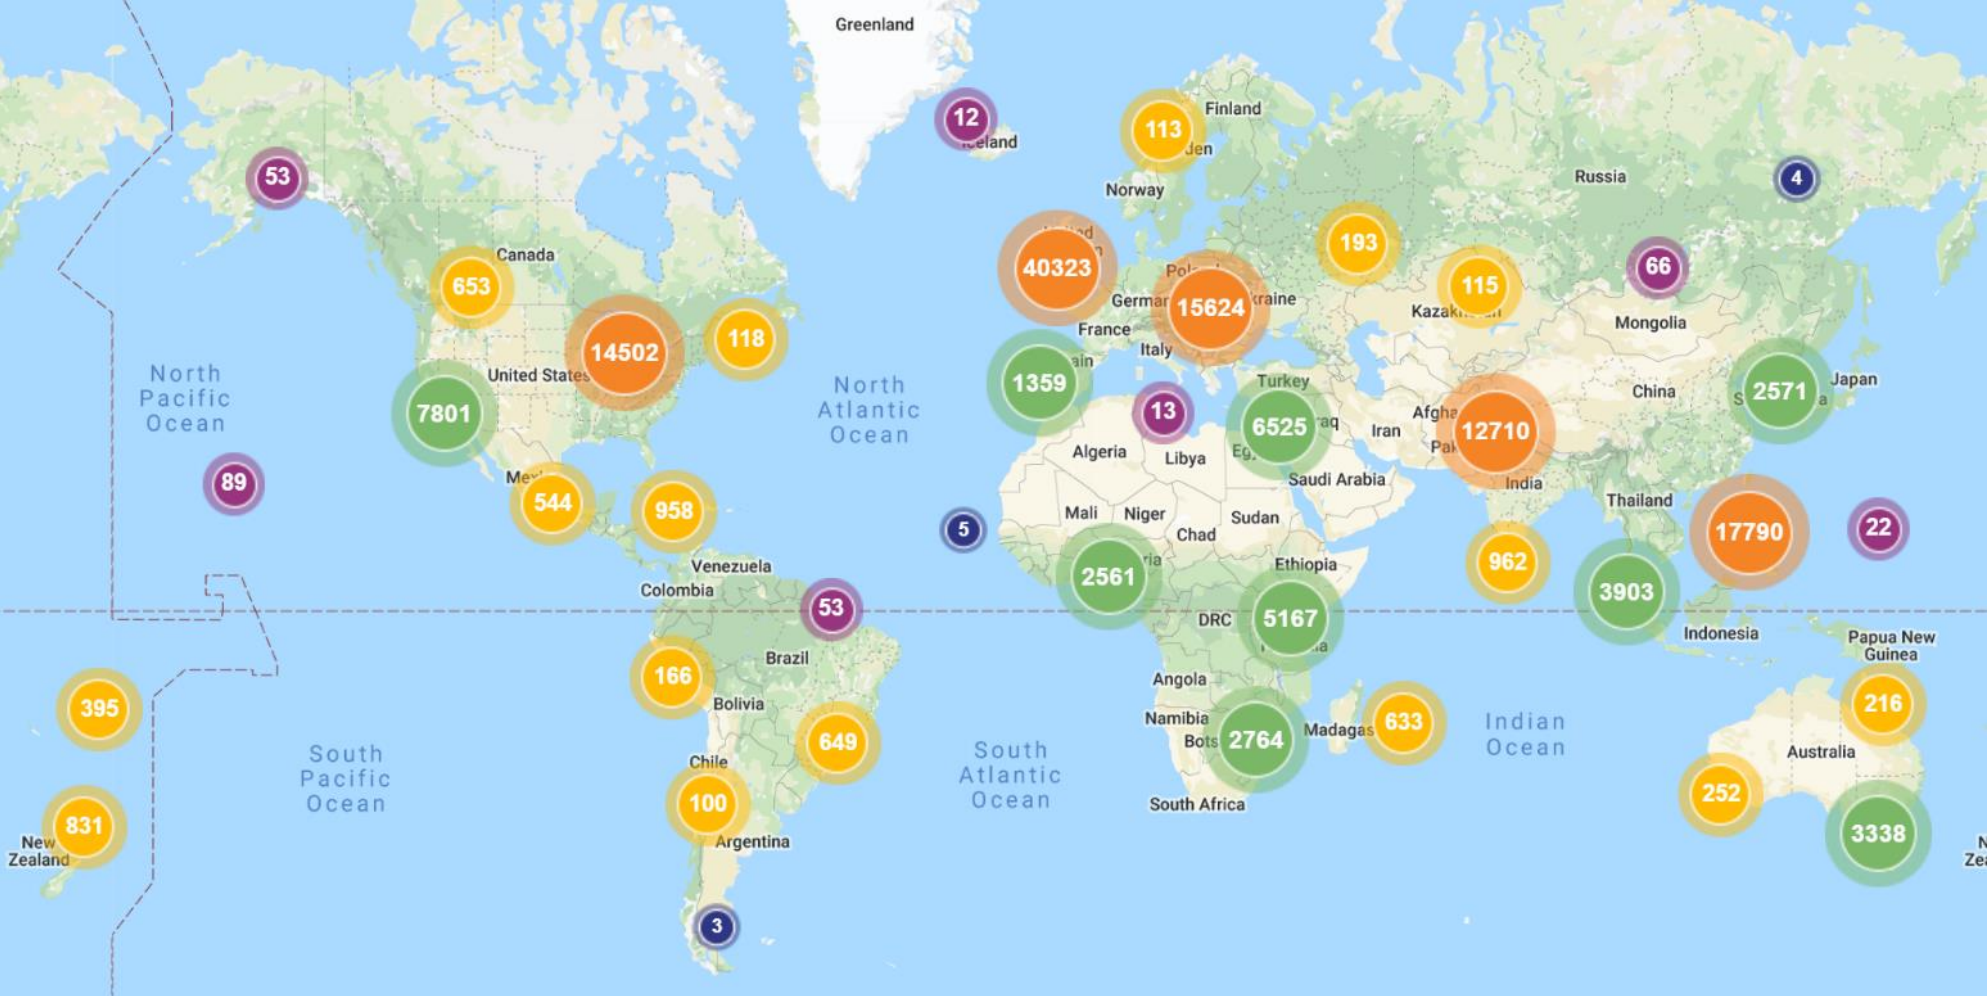 Greenland
12
Iceland
113
Finland
Norway
Russia
4
53
Canada
653
40323
193
66
115
15624
Mongolia
14502
118
France
Italy
United States
North
Pacific
Ocean
7801
North
Atlantic
Ocean
1359
13
Turkey
6525
Iran
12710
China
2571
Japan
Algeria
Libya
Saudi Arabia
India
89
544
958
5
Mali
Niger
Chad
Sudan
Thailand
17790
22
Venezuela
Colombia
2561
Ethiopia
962
3903
53
DRC
5167
Indonesia
Papua New
Guinea
Brazil
166
Bolivia
Angola
395
649
Namibia
2764
633
Indian
Ocean
216
Australia
South
Pacific
Ocean
Chile
100
South
Atlantic
Ocean
South Africa
252
831
New
Zealand
Argentina
3338
3